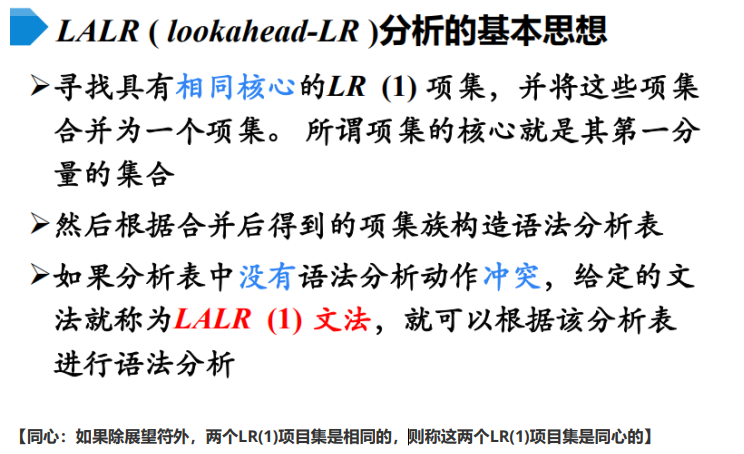 LALR ( lookahead-LR )分析的基本思想
➢寻找具有相同核心的LR (1) 项集，并将这些项集
合并为一个项集。 所谓项集的核心就是其第一分
量的集合
➢然后根据合并后得到的项集族构造语法分析表
➢如果分析表中没有语法分析动作冲突，给定的文
法就称为LALR (1) 文法，就可以根据该分析表
进行语法分析
【同心：如果除展望符外，两个LR(1)项目集是相同的，则称这两个LR(1)项目集是同心的】